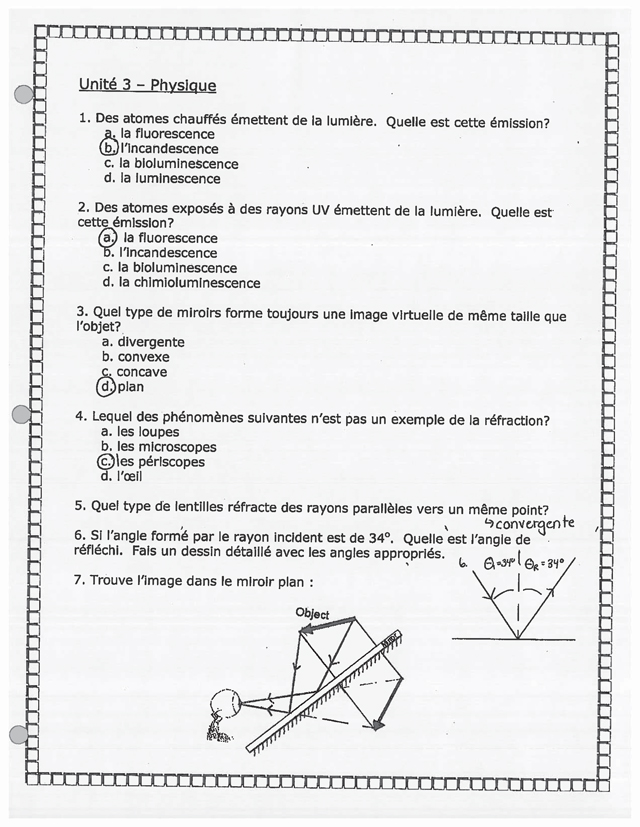 Unité 3 – Physique
1. Des atomes chauffés émettent de la lumière. Quelle est cette émission?
a. la fluorescence
b. l'incandescence
c. la bioluminescence
d. la luminescence
2. Des atomes exposés à des rayons UV émettent de la lumière. Quelle est
cette émission?
a. la fluorescence
b. l'incandescence
c. la bioluminescence
d. la chimioluminescence
3. Quel type de miroirs forme toujours une image virtuelle de même taille que
l'objet?
a. divergente
b. convexe
c. concave
d. plan
4. Lequel des phénomènes suivantes n'est pas un exemple de la réfraction?
a. les loupes
b. les microscopes
c. les périscopes
d. l'œil
5. Quel type de lentilles réfracte des rayons parallèles vers un même point?
↳convergente
6. Si l'angle formé par le rayon incident est de 34°. Quelle est l'angle de
réfléchi. Fais un dessin détaillé avec les angles appropriés.
6. θi=34° θR=34°
7. Trouve l'image dans le miroir plan :
Object